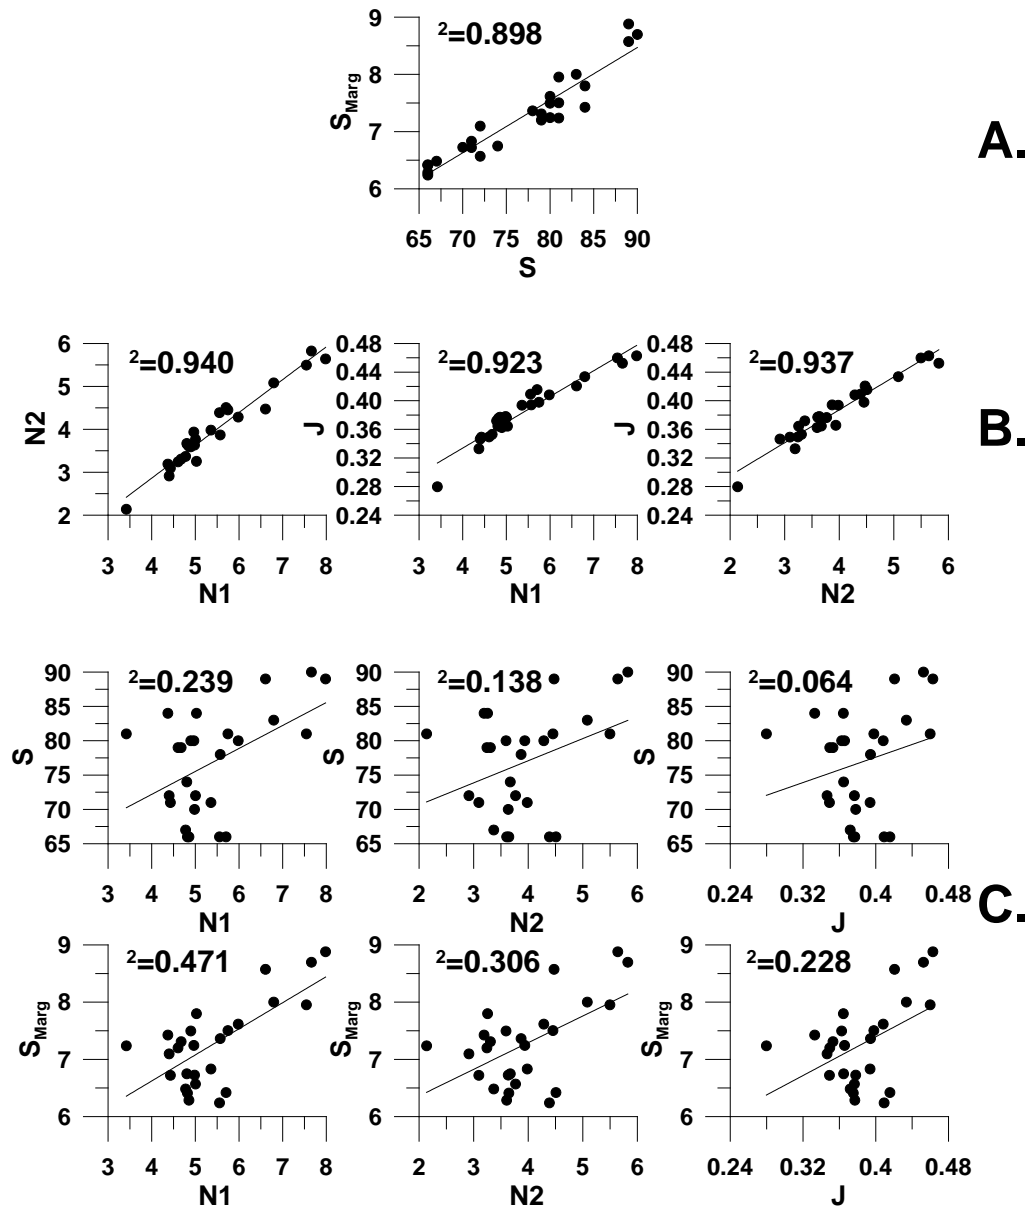 9
8
7
6
S_Marg
²=0.898
65 70 75 80 85 90
S
A.
6
5
4
3
2
N2
²=0.940
3 4 5 6 7 8
N1
0.48
0.44
0.40
0.36
0.32
0.28
0.24
J
²=0.923
3 4 5 6 7 8
N1
0.48
0.44
0.40
0.36
0.32
0.28
0.24
J
²=0.937
2 3 4 5 6
N2
B.
90
85
80
75
70
65
S
²=0.239
3 4 5 6 7 8
N1
90
85
80
75
70
65
S
²=0.138
2 3 4 5 6
N2
90
85
80
75
70
65
S
²=0.064
0.24 0.32 0.4 0.48
J
C.
9
8
7
6
S_Marg
²=0.471
3 4 5 6 7 8
N1
9
8
7
6
S_Marg
²=0.306
2 3 4 5 6
N2
9
8
7
6
S_Marg
²=0.228
0.24 0.32 0.4 0.48
J